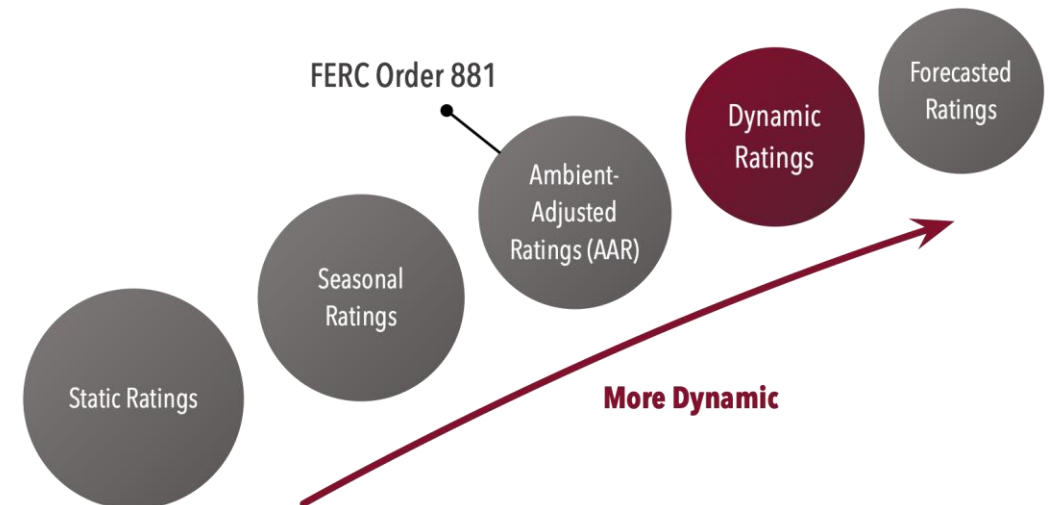 FERC Order 881
Forecasted
Ratings
Dynamic
Ratings
Ambient-
Adjusted
Ratings (AAR)
Seasonal
Ratings
Static Ratings
More Dynamic